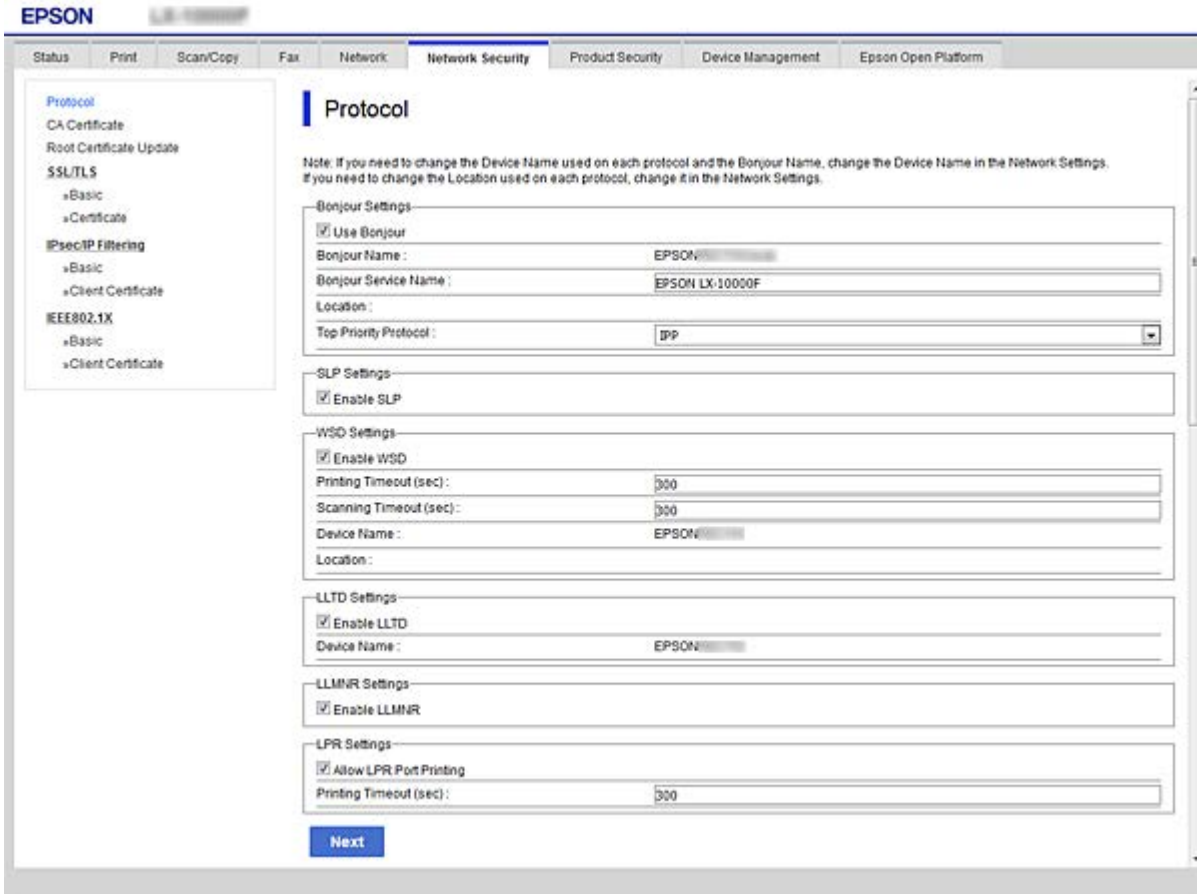 EPSON
Status Print Scan/Copy Fax Network Network Security Product Security Device Management Epson Open Platform
Protocol
CA Certificate
Root Certificate Update
SSL/TLS
»Basic
»Certificate
IPsec/IP Filtering
»Basic
»Client Certificate
IEEE802.1X
»Basic
»Client Certificate
Protocol
Note: If you need to change the Device Name used on each protocol and the Bonjour Name, change the Device Name in the Network Settings.
If you need to change the Location used on each protocol, change it in the Network Settings.
Bonjour Settings
Use Bonjour
Bonjour Name : EPSON
Bonjour Service Name : EPSON LX-10000F
Location :
Top Priority Protocol : IPP
SLP Settings
Enable SLP
WSD Settings
Enable WSD
Printing Timeout (sec) : 300
Scanning Timeout (sec) : 300
Device Name : EPSON
Location :
LLTD Settings
Enable LLTD
Device Name : EPSON
LLMNR Settings
Enable LLMNR
LPR Settings
Allow LPR Port Printing
Printing Timeout (sec) : 300
Next